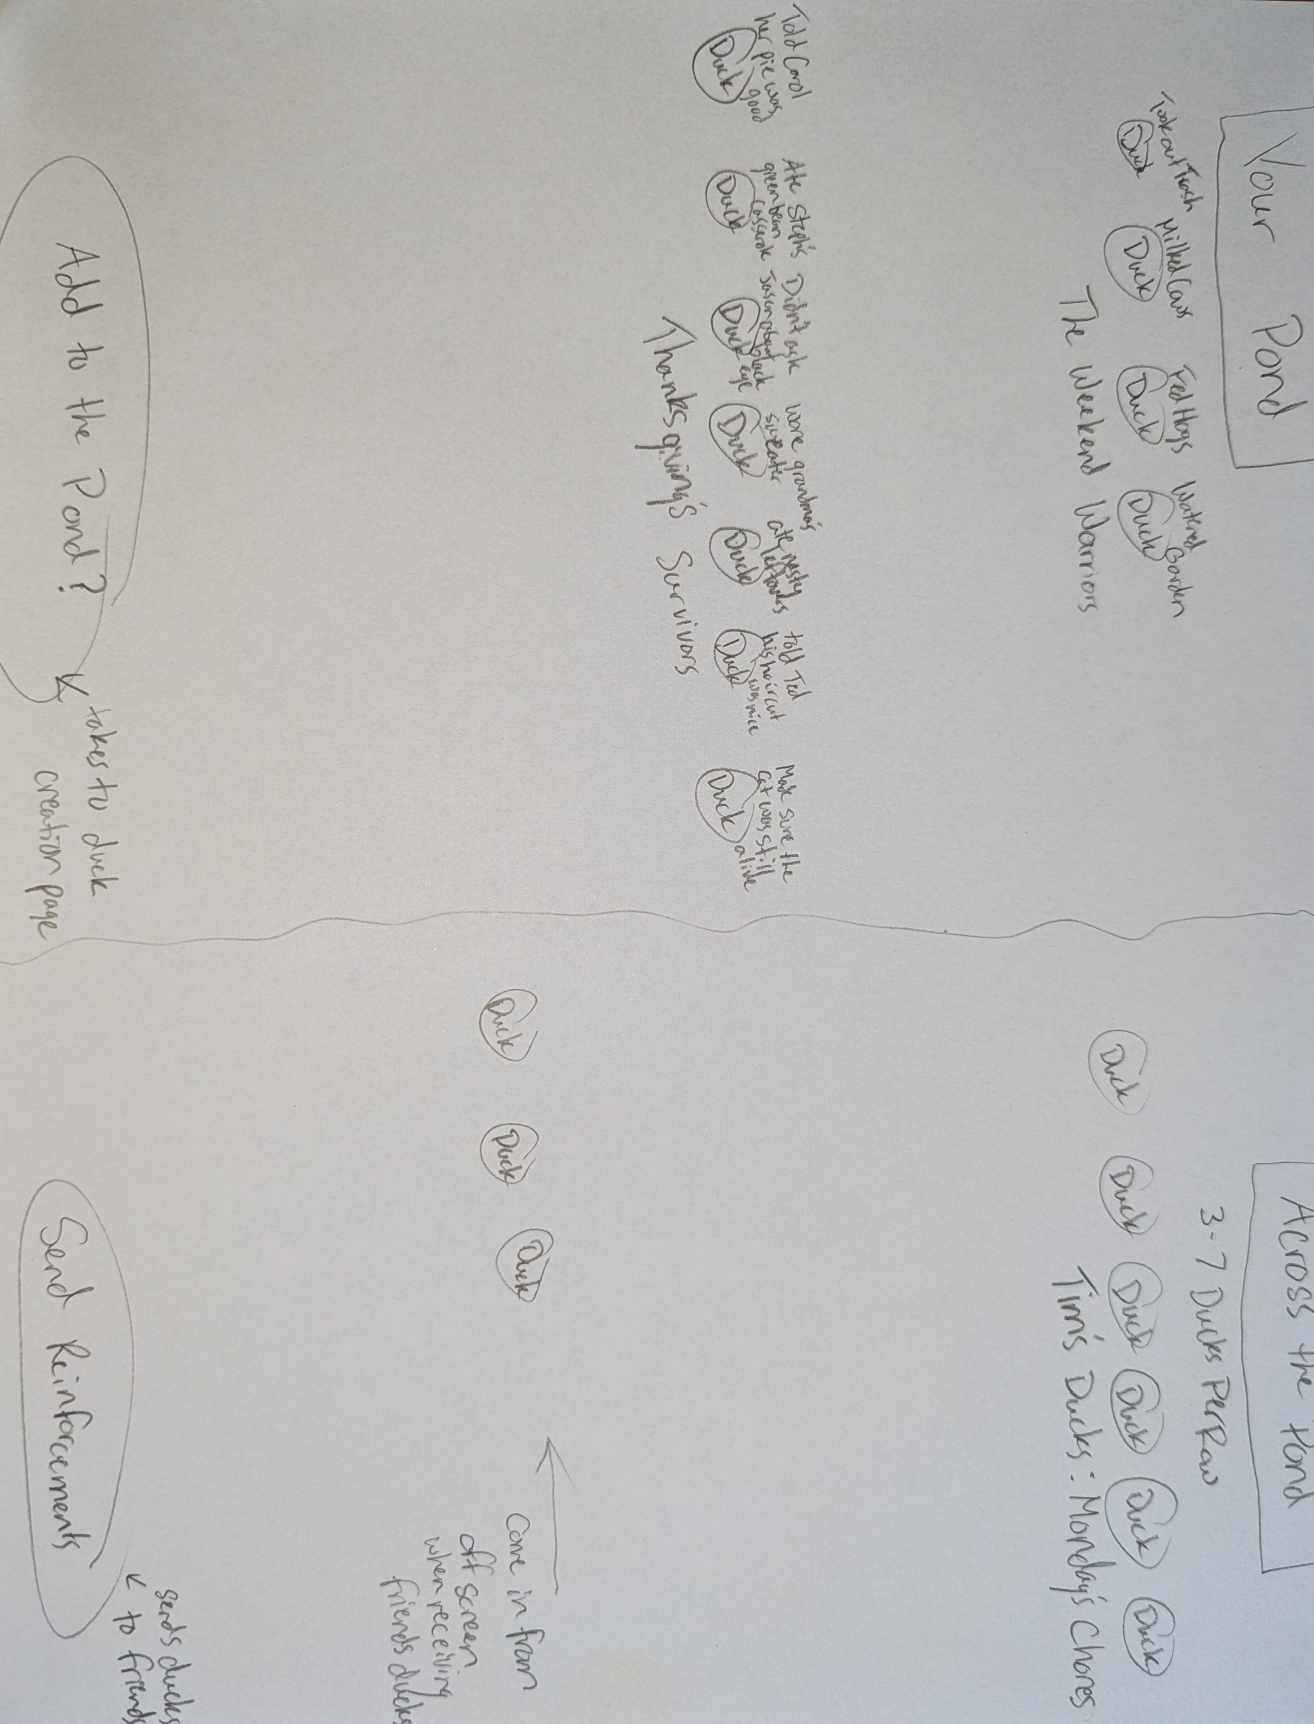 Your Pond
Took out Trash
Duck
Milked Cows
Duck
Fed Hogs
Duck
Watered
Garden
Duck
The Weekend Warriors
Told Carol
her pie was
good
Duck
Ate Steph's
green bean
casserole
Duck
Didn't ask
Jason about
black
eye
Duck
wore grandma's
sweater
Duck
ate nasty
leftovers
Duck
told Ted
his haircut
was nice
Duck
Made sure the
cat was still
alive
Duck
Thanksgiving's Survivors
Add to the Pond?
takes to duck
creation page
Across the Pond
3-7 Ducks Per Row
Duck
Duck
Duck
Duck
Duck
Duck
Tim's Ducks: Monday's Chores
Duck
Duck
Duck
Come in from
off screen
when receiving
friends ducks
Send Reinforcements
sends ducks
to friends